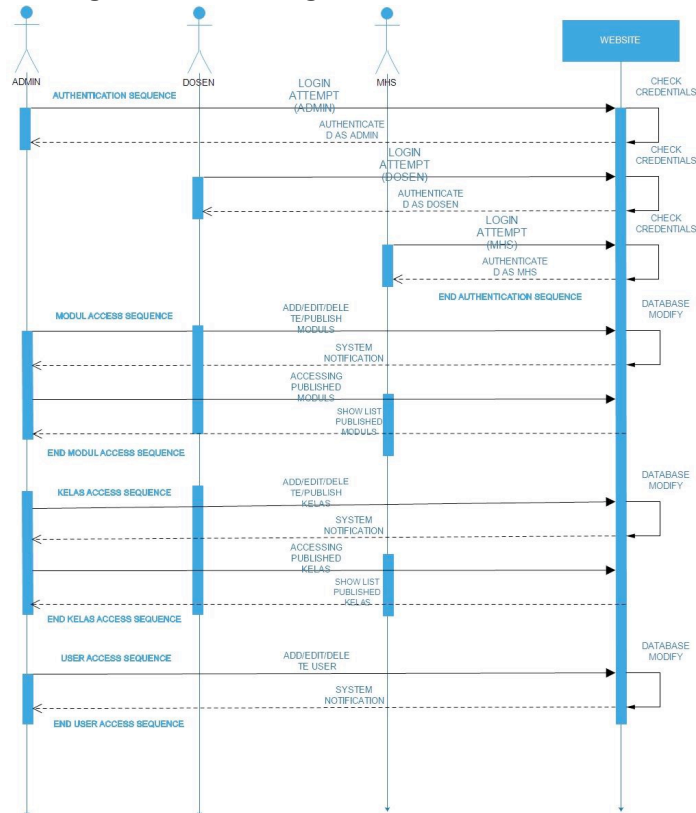 WEBSITE
ADMIN
DOSEN
MHS
AUTHENTICATION SEQUENCE
LOGIN
ATTEMPT
(ADMIN)
CHECK
CREDENTIALS
AUTHENTICATE
D AS ADMIN
LOGIN
ATTEMPT
(DOSEN)
CHECK
CREDENTIALS
AUTHENTICATE
D AS DOSEN
LOGIN
ATTEMPT
(MHS)
CHECK
CREDENTIALS
AUTHENTICATE
D AS MHS
END AUTHENTICATION SEQUENCE
MODUL ACCESS SEQUENCE
ADD/EDIT/DELE
TE/PUBLISH
MODULS
DATABASE
MODIFY
SYSTEM
NOTIFICATION
ACCESSING
PUBLISHED
MODULS
SHOW LIST
PUBLISHED
MODULS
END MODUL ACCESS SEQUENCE
KELAS ACCESS SEQUENCE
ADD/EDIT/DELE
TE/PUBLISH
KELAS
DATABASE
MODIFY
SYSTEM
NOTIFICATION
ACCESSING
PUBLISHED
KELAS
SHOW LIST
PUBLISHED
KELAS
END KELAS ACCESS SEQUENCE
USER ACCESS SEQUENCE
ADD/EDIT/DELE
TE USER
DATABASE
MODIFY
SYSTEM
NOTIFICATION
END USER ACCESS SEQUENCE